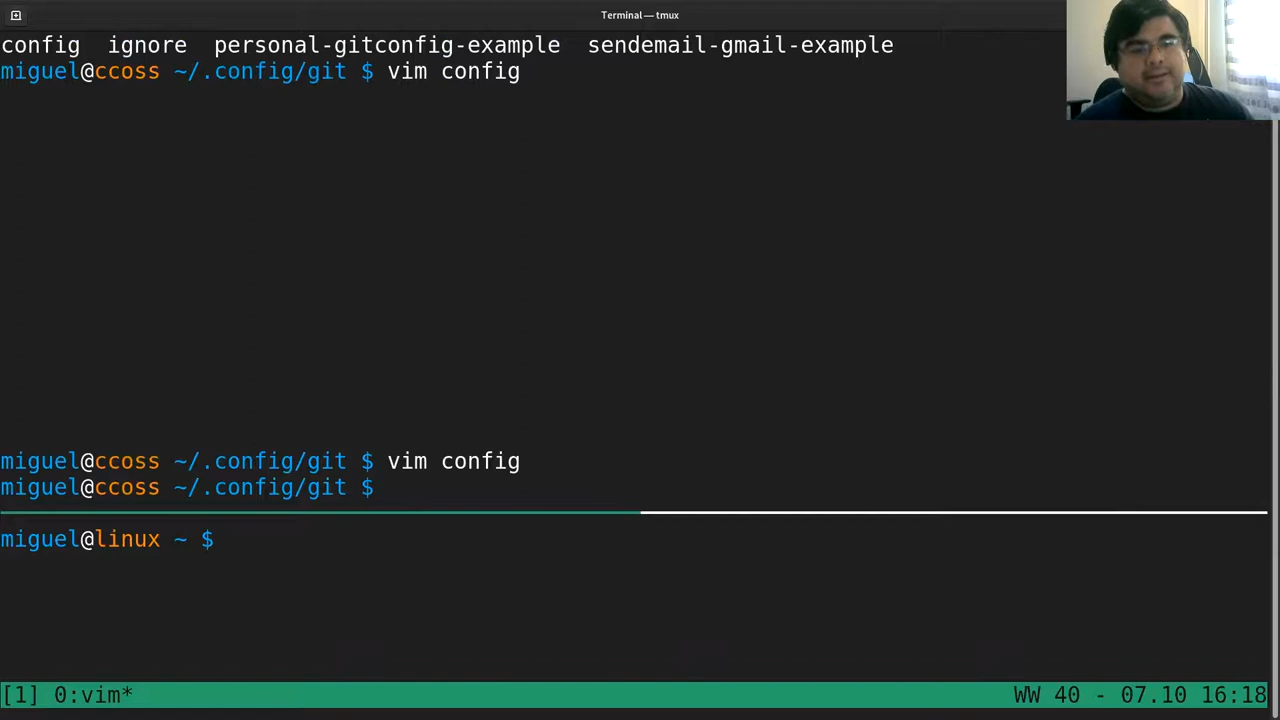 Terminal — tmux
config  ignore  personal-gitconfig-example  sendemail-gmail-example
miguel@ccoss ~/.config/git $ vim config
miguel@ccoss ~/.config/git $ vim config
miguel@ccoss ~/.config/git $
miguel@linux ~ $
[1] 0:vim* WW 40 - 07.10 16:18